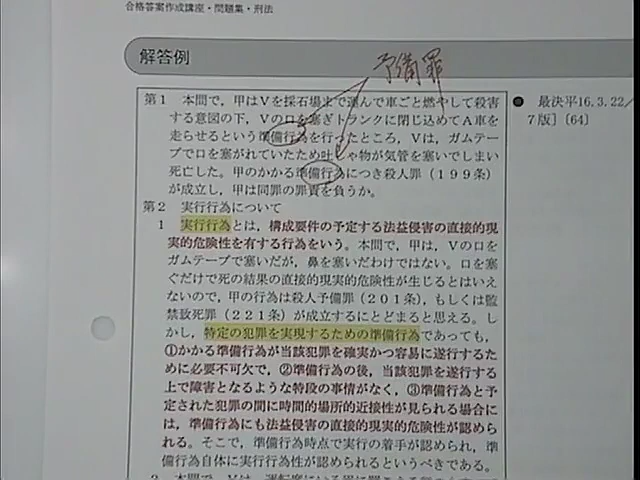 合格答案作成講座・問題集・刑法
解答例
予備罪
第1 本問で，甲はVを採石場まで運んで車ごと燃やして殺害
する意図の下，Vの口を塞ぎトランクに閉じ込めてA車を
走らせるという準備行為を行ったところ，Vは，ガムテー
プで口を塞がれていたため吐しゃ物が気管を塞いでしまい
死亡した。甲のかかる準備行為につき殺人罪（199条）
が成立し，甲は同罪の罪責を負うか。
第2 実行行為について
1 実行行為とは，構成要件の予定する法益侵害の直接的現
実的危険性を有する行為をいう。本問で，甲は，Vの口を
ガムテープで塞いだが，鼻を塞いだわけではない。口を塞
ぐだけで死の結果の直接的現実的危険性が生じるとはいえ
ないので，甲の行為は殺人予備罪（201条），もしくは監
禁致死罪（221条）が成立するにとどまると思える。し
かし，特定の犯罪を実現するための準備行為であっても，
①かかる準備行為が当該犯罪を確実かつ容易に遂行するため
に必要不可欠で，②準備行為の後，当該犯罪を遂行する
上で障害となるような特段の事情がなく，③準備行為と予
定された犯罪の間に時間的場所的近接性が見られる場合に
は，準備行為にも法益侵害の直接的現実的危険性が認めら
れる。そこで，準備行為時点で実行の着手が認められ，準
備行為自体に実行行為性が認められるというべきである。
● 最決平16.3.22／
7版］［64］